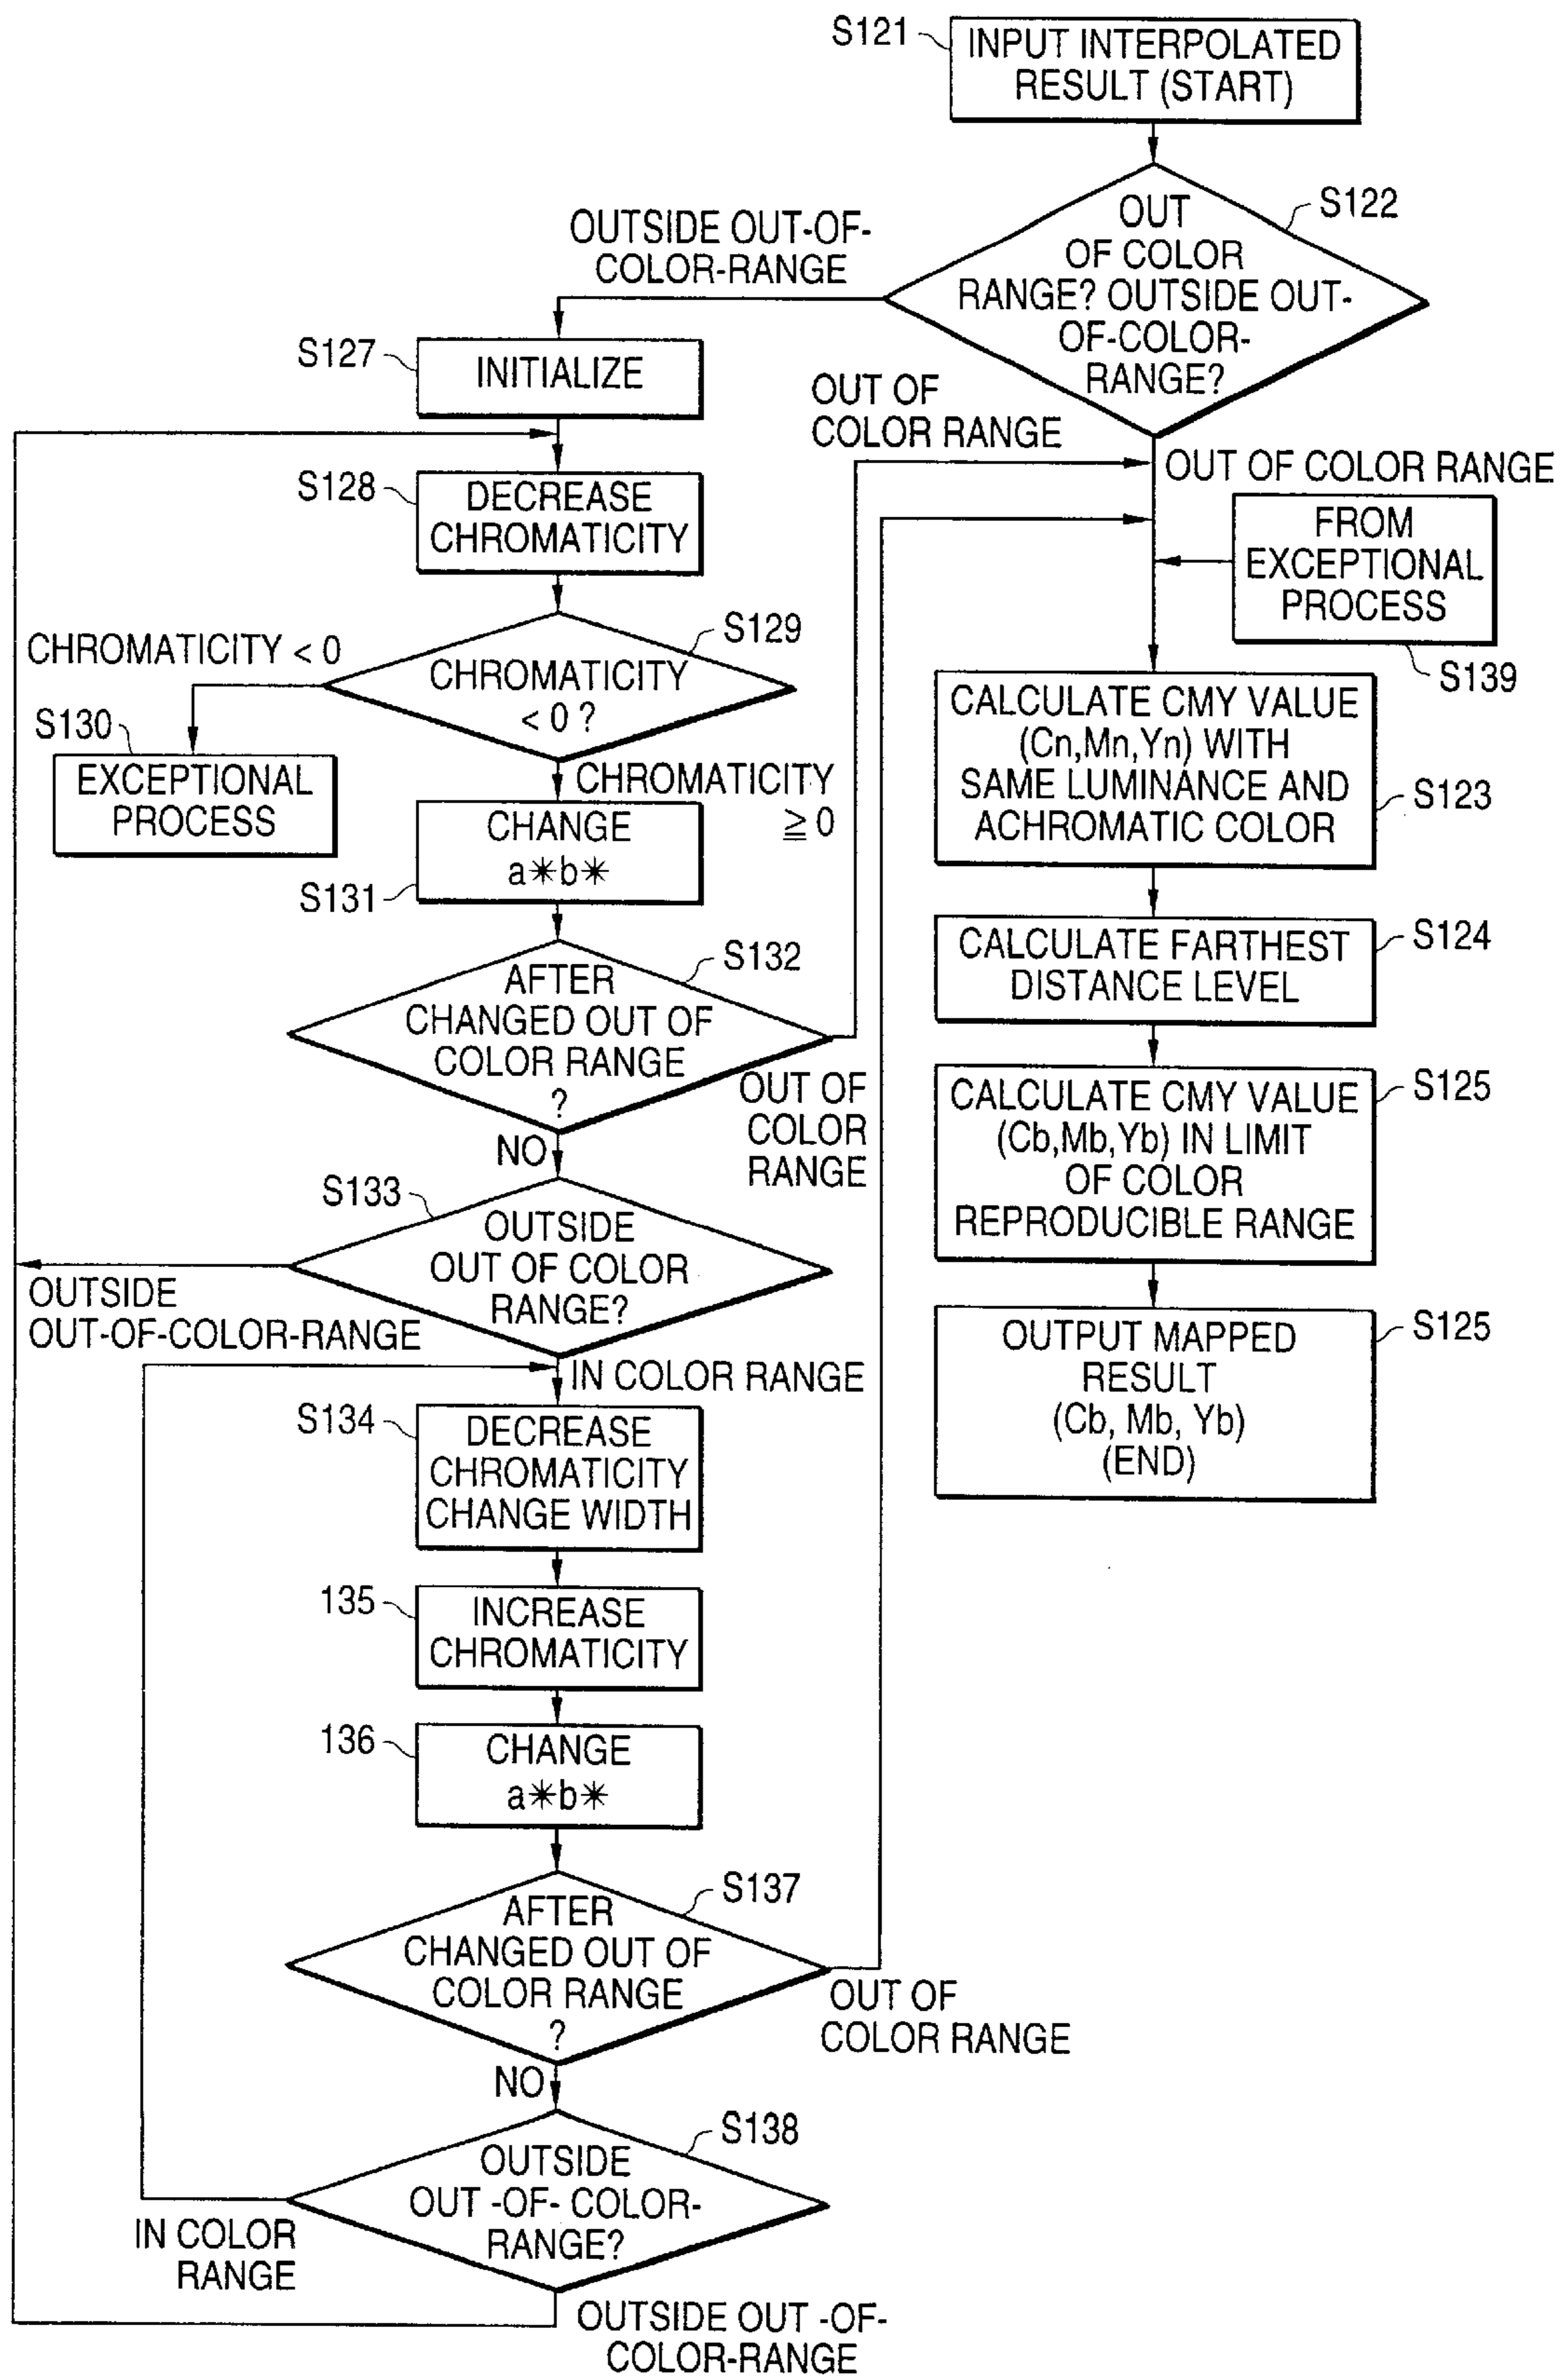 S121
INPUT INTERPOLATED
RESULT (START)
S122
OUT
OF COLOR
RANGE? OUTSIDE OUT-
OF-COLOR-
RANGE?
OUTSIDE OUT-OF-
COLOR-RANGE
S127
INITIALIZE
OUT OF
COLOR RANGE
OUT OF COLOR RANGE
S128
DECREASE
CHROMATICITY
FROM
EXCEPTIONAL
PROCESS
S139
S129
CHROMATICITY
< 0 ?
CHROMATICITY < 0
S130
EXCEPTIONAL
PROCESS
CHROMATICITY
≧ 0
S131
CHANGE
a*b*
S123
CALCULATE CMY VALUE
(Cn,Mn,Yn) WITH
SAME LUMINANCE AND
ACHROMATIC COLOR
S132
AFTER
CHANGED OUT OF
COLOR RANGE
?
OUT OF
COLOR
RANGE
NO
S124
CALCULATE FARTHEST
DISTANCE LEVEL
S125
CALCULATE CMY VALUE
(Cb,Mb,Yb) IN LIMIT
OF COLOR
REPRODUCIBLE RANGE
S133
OUTSIDE
OUT OF COLOR
RANGE?
OUTSIDE
OUT-OF-COLOR-RANGE
IN COLOR RANGE
S125
OUTPUT MAPPED
RESULT
(Cb, Mb, Yb)
(END)
S134
DECREASE
CHROMATICITY
CHANGE WIDTH
135
INCREASE
CHROMATICITY
136
CHANGE
a*b*
S137
AFTER
CHANGED OUT OF
COLOR RANGE
?
OUT OF
COLOR RANGE
NO
S138
OUTSIDE
OUT -OF- COLOR-
RANGE?
IN COLOR
RANGE
OUTSIDE OUT -OF-
COLOR-RANGE